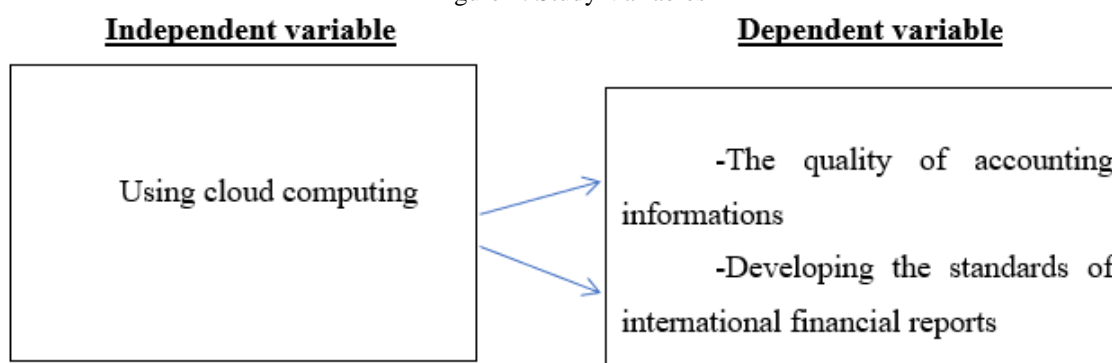 Independent variable
Dependent variable
Using cloud computing
-The quality of accounting
informations
-Developing the standards of
international financial reports